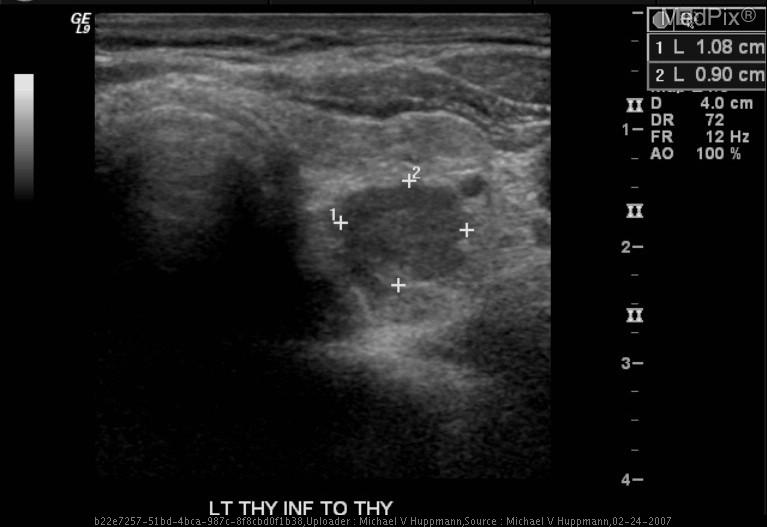 GE
L9
MedPix®
1 L 1.08 cm
2 L 0.90 cm
D 4.0 cm
DR 72
FR 12 Hz
AO 100 %
1
2
1
2
3
4
LT THY INF TO THY
b22e7257-51bd-4bca-987c-8f8cbd0f1b38,Uploader : Michael V Huppmann,Source : Michael V Huppmann,02-24-2007